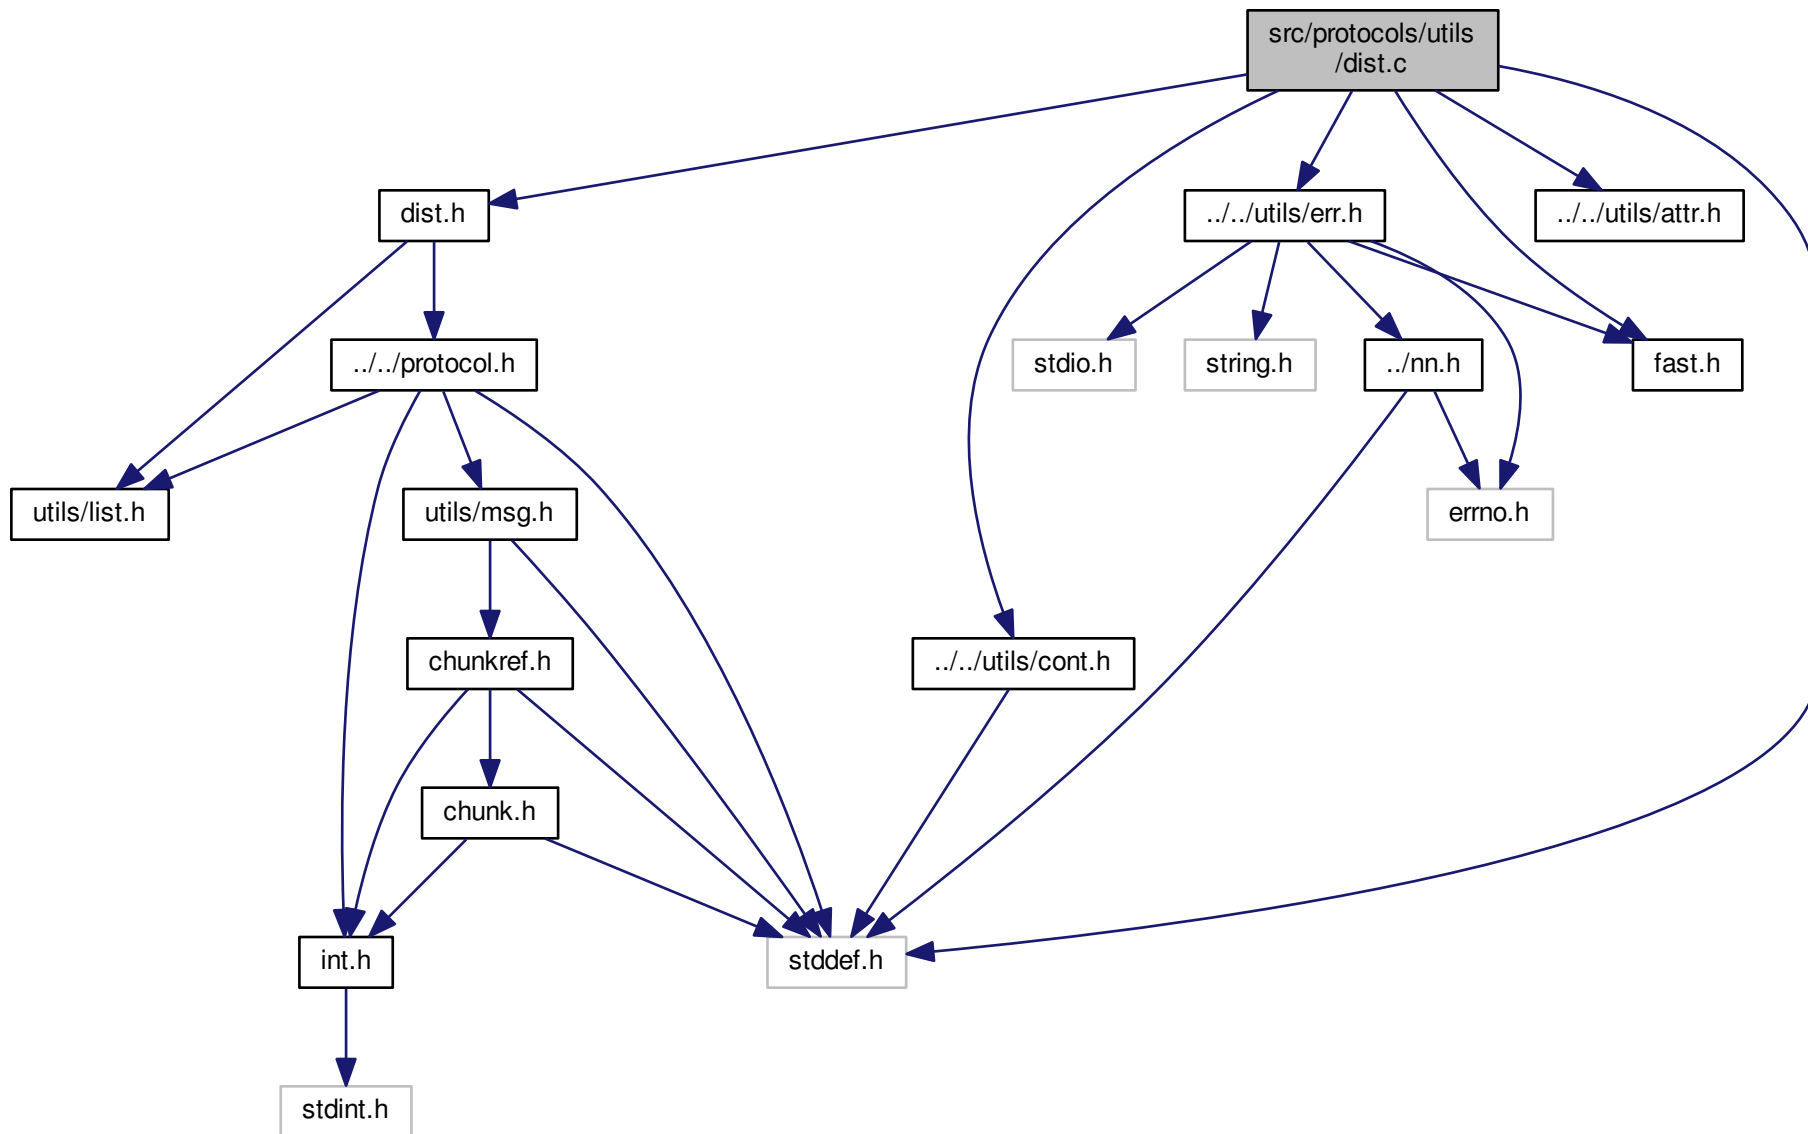 src/protocols/utils
/dist.c
dist.h
../../utils/err.h
../../utils/attr.h
../../protocol.h
stdio.h
string.h
../nn.h
fast.h
utils/list.h
utils/msg.h
errno.h
chunkref.h
../../utils/cont.h
chunk.h
int.h
stddef.h
stdint.h